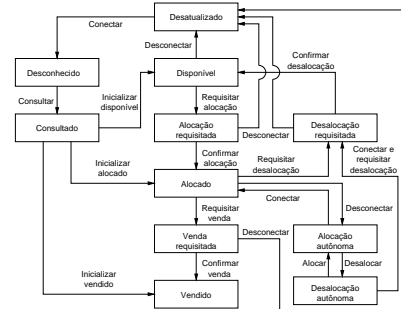 Desatualizado
Conectar
Desconectar
Confirmar
desalocação
Desconhecido
Inicializar
disponível
Disponível
Consultar
Requisitar
alocação
Consultado
Alocação
requisitada
Desconectar
Desalocação
requisitada
Inicializar
alocado
Confirmar
alocação
Requisitar
desalocação
Conectar e
requisitar
desalocação
Alocado
Conectar
Desconectar
Requisitar
venda
Venda
requisitada
Desconectar
Alocação
autônoma
Inicializar
vendido
Confirmar
venda
Alocar
Desalocar
Vendido
Desalocação
autônoma